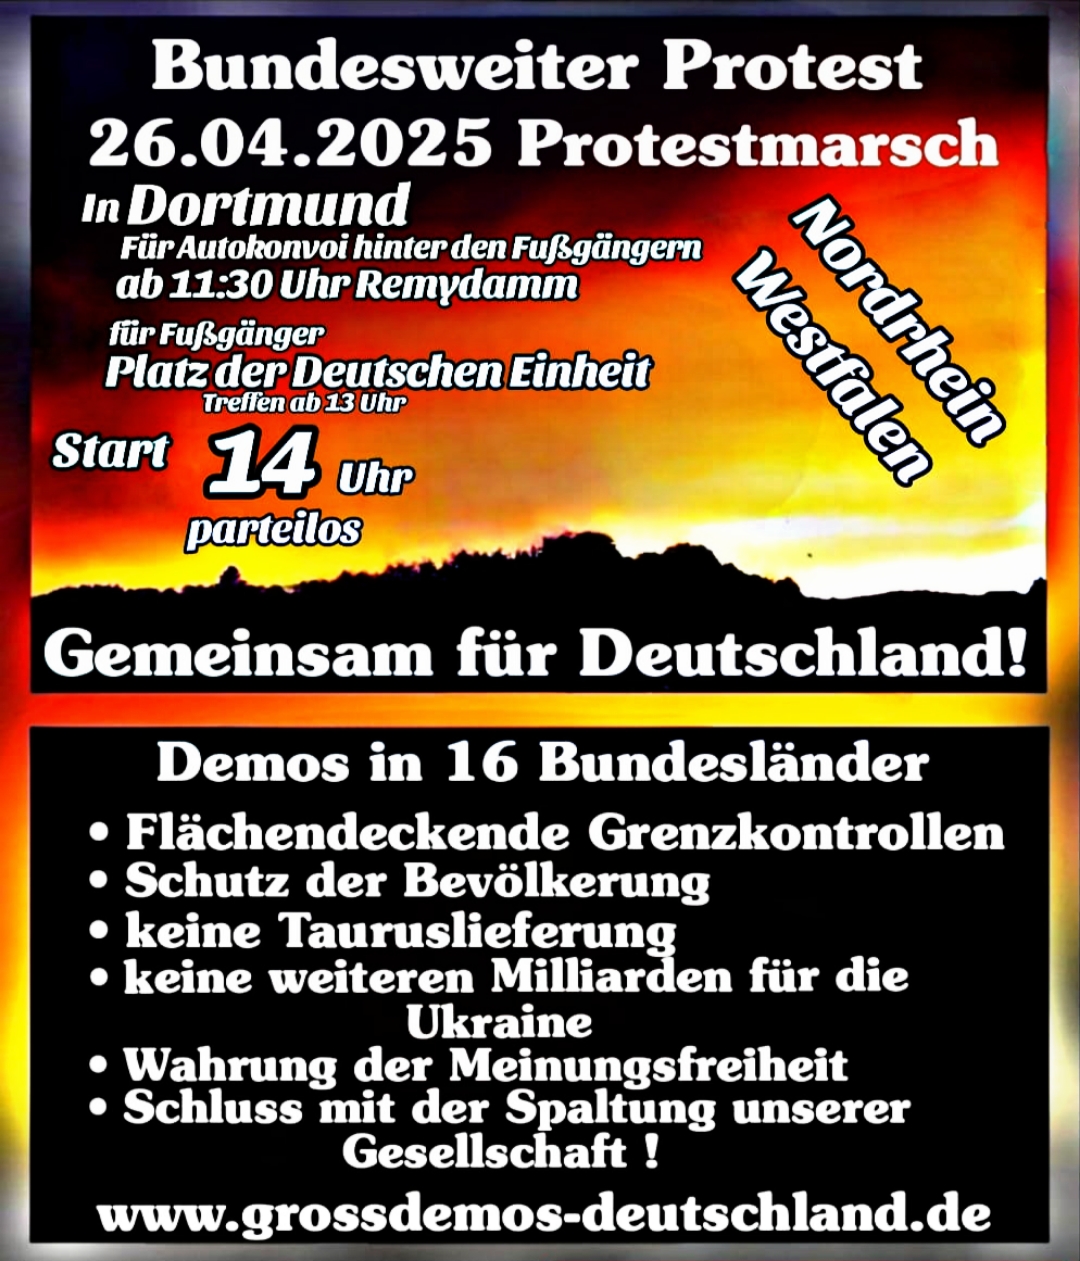 Bundesweiter Protest
26.04.2025 Protestmarsch
In Dortmund
Für Autokonvoi hinter den Fußgängern
ab 11:30 Uhr Remydamm
für Fußgänger
Platz der Deutschen Einheit
Treffen ab 13 Uhr
Start 14 Uhr
parteilos
Nordrhein
Westfalen
Gemeinsam für Deutschland!
Demos in 16 Bundesländer
• Flächendeckende Grenzkontrollen
• Schutz der Bevölkerung
• keine Tauruslieferung
• keine weiteren Milliarden für die
Ukraine
• Wahrung der Meinungsfreiheit
• Schluss mit der Spaltung unserer
Gesellschaft !
www.grossdemos-deutschland.de